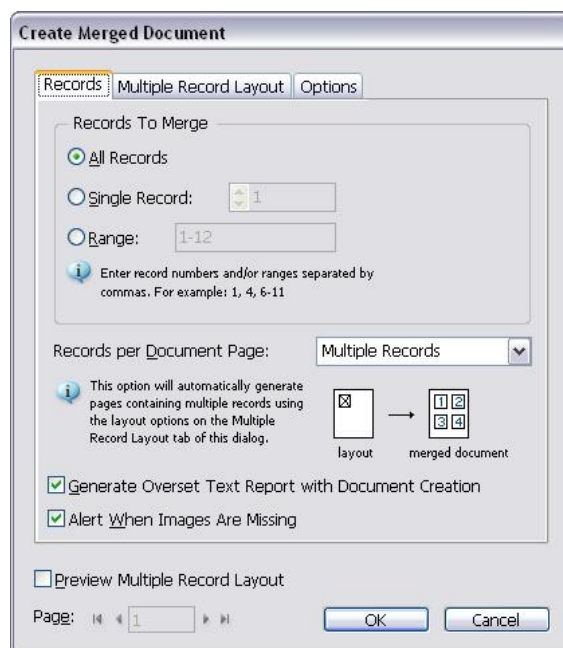 Create Merged Document
Records Multiple Record Layout Options
Records To Merge
All Records
Single Record: 1
Range: 1-12
Enter record numbers and/or ranges separated by
commas. For example: 1, 4, 6-11
Records per Document Page: Multiple Records
This option will automatically generate
pages containing multiple records using
the layout options on the Multiple
Record Layout tab of this dialog.
1 2
3 4
layout merged document
Generate Overset Text Report with Document Creation
Alert When Images Are Missing
Preview Multiple Record Layout
Page: 1 OK Cancel